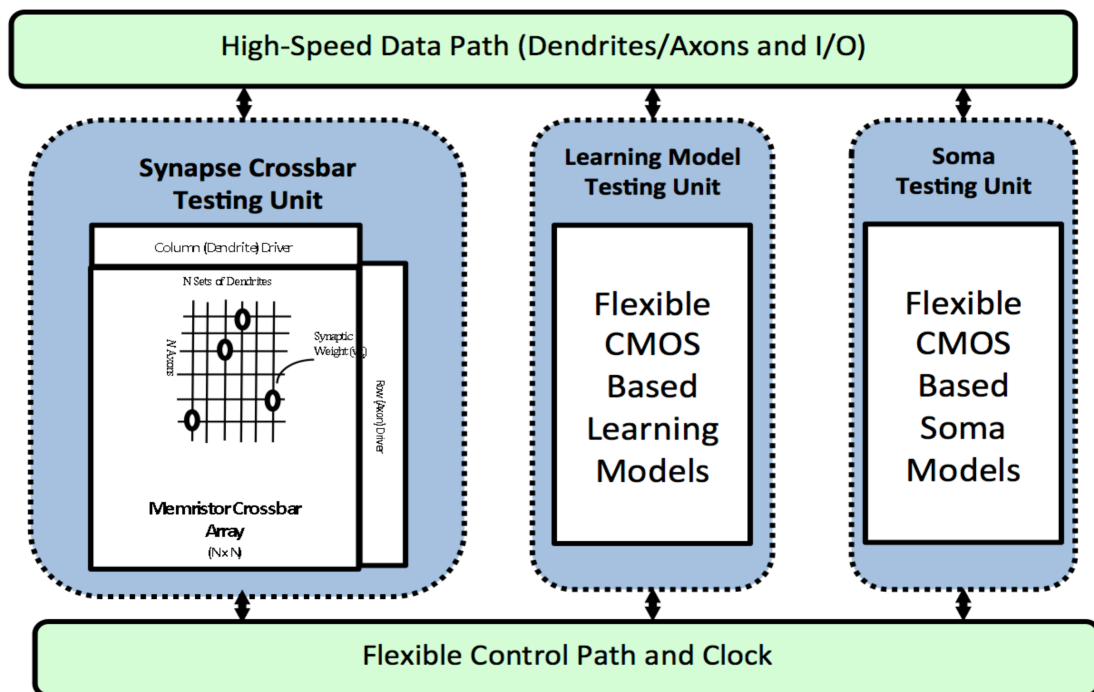 High-Speed Data Path (Dendrites/Axons and I/O)
Synapse Crossbar
Testing Unit
Column (Dendrite) Driver
N Sets of Dendrites
N Axons
Synaptic
Weight
Row (Axon) Driver
Memristor Crossbar
Array
(N x N)
Learning Model
Testing Unit
Flexible
CMOS
Based
Learning
Models
Soma
Testing Unit
Flexible
CMOS
Based
Soma
Models
Flexible Control Path and Clock